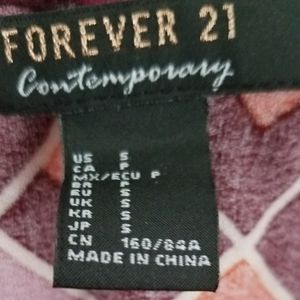 FOREVER 21
Contemporary
US S
CA P
MX/ECU P
BR P
RU S
UK S
KR S
JP S
CN 160/84A
MADE IN CHINA